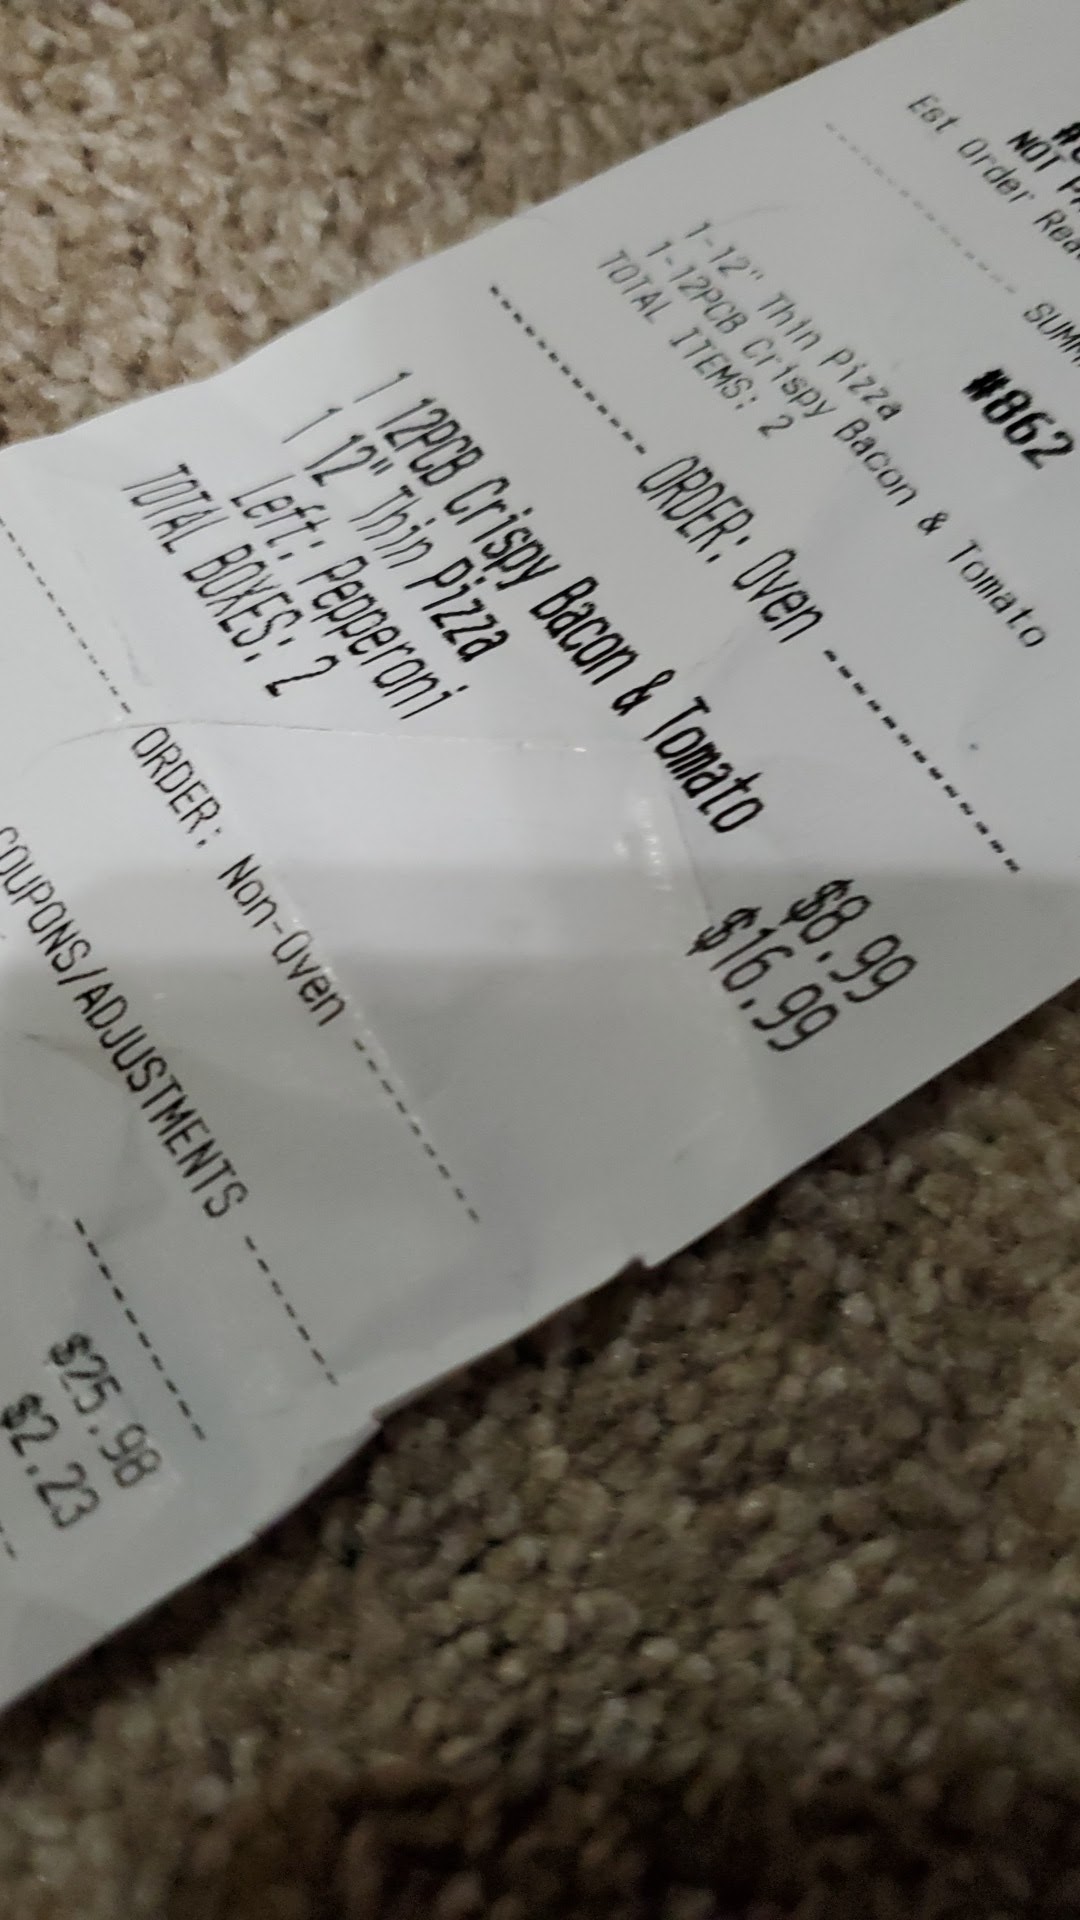 NOT
Est Order
#862
1-12" Thin Pizza
1-12PCB Crispy Bacon & Tomato
TOTAL ITEMS: 2
---------- ORDER: Oven ----------
1 12PCB Crispy Bacon & Tomato $8.99
1 12" Thin Pizza $16.99
Left: Pepperoni
TOTAL BOXES: 2
---------- ORDER: Non-Oven ----------
COUPONS/ADJUSTMENTS ----------
$25.98
$2.23